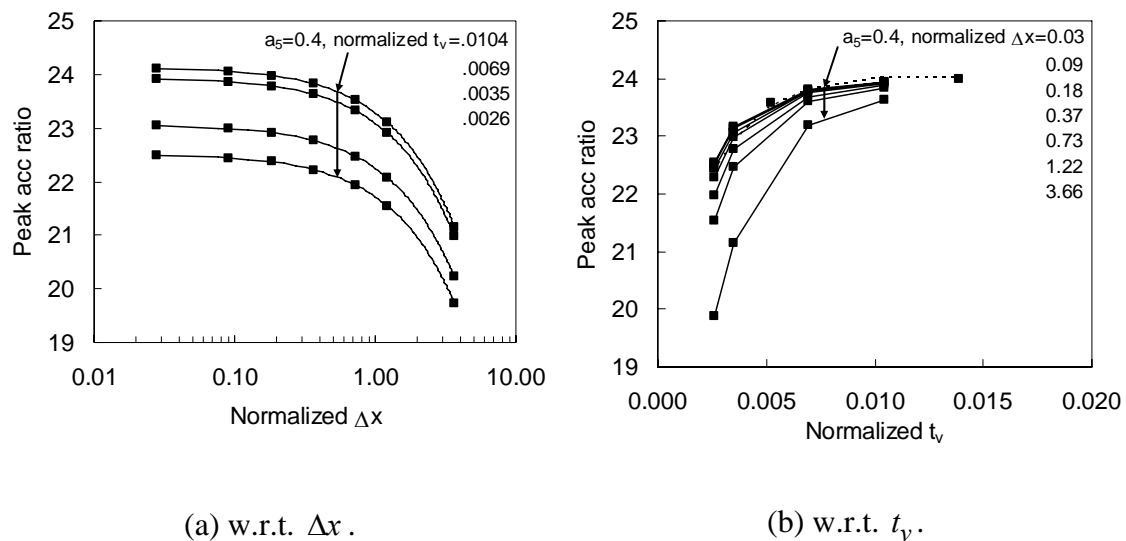 25
24
23
22
21
20
19
Peak acc ratio
a5=0.4, normalized tv=.0104
.0069
.0035
.0026
0.01 0.10 1.00 10.00
Normalized Δx
25
24
23
22
21
20
19
Peak acc ratio
a5=0.4, normalized Δx=0.03
0.09
0.18
0.37
0.73
1.22
3.66
0.000 0.005 0.010 0.015 0.020
Normalized tv
(a) w.r.t. Δx .
(b) w.r.t. tv .